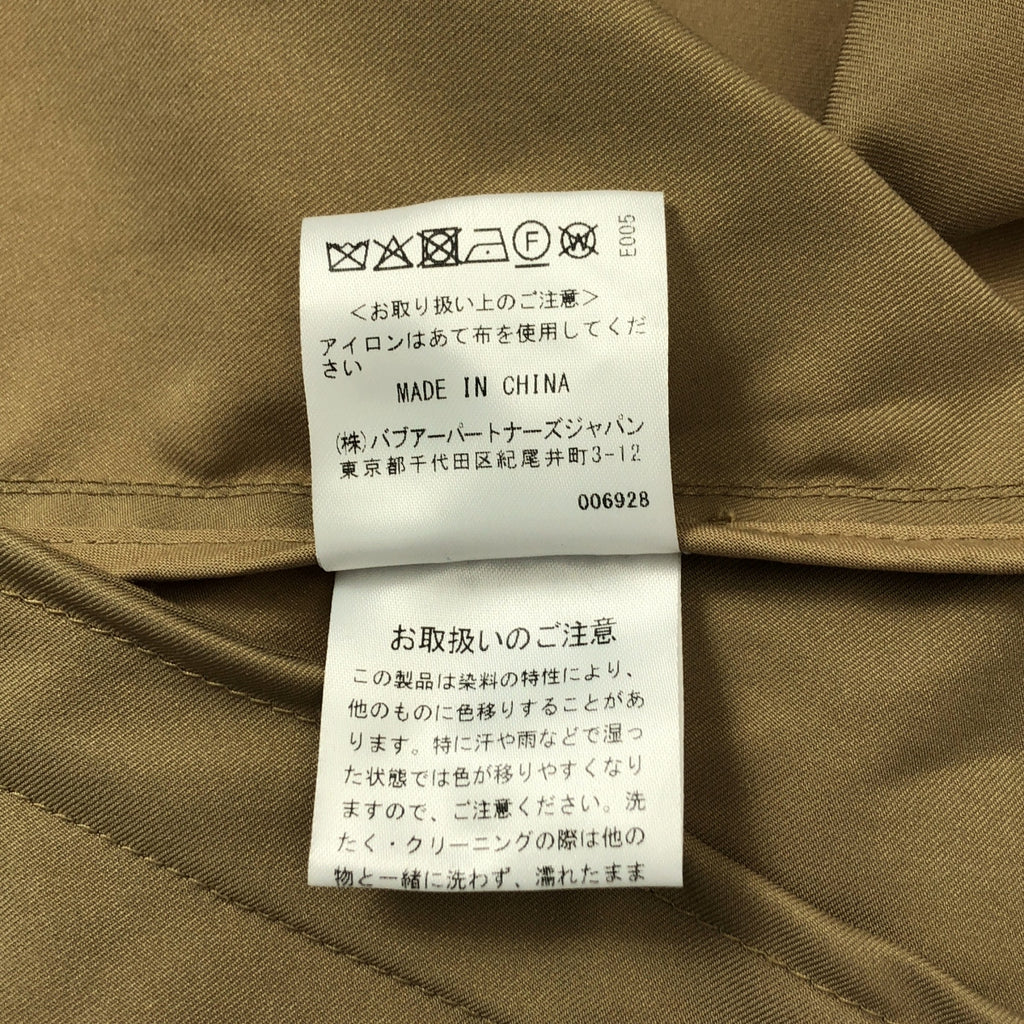 F W
E005
<お取り扱い上のご注意>
アイロンはあて布を使用してくだ
さい
MADE IN CHINA
(株)バブアーパートナーズジャパン
東京都千代田区紀尾井町3-12
006928
お取扱いのご注意
この製品は染料の特性により、
他のものに色移りすることがあ
ります。特に汗や雨などで湿っ
た状態では色が移りやすくなり
ますので、ご注意ください。洗
たく・クリーニングの際は他の
物と一緒に洗わず、濡れたまま